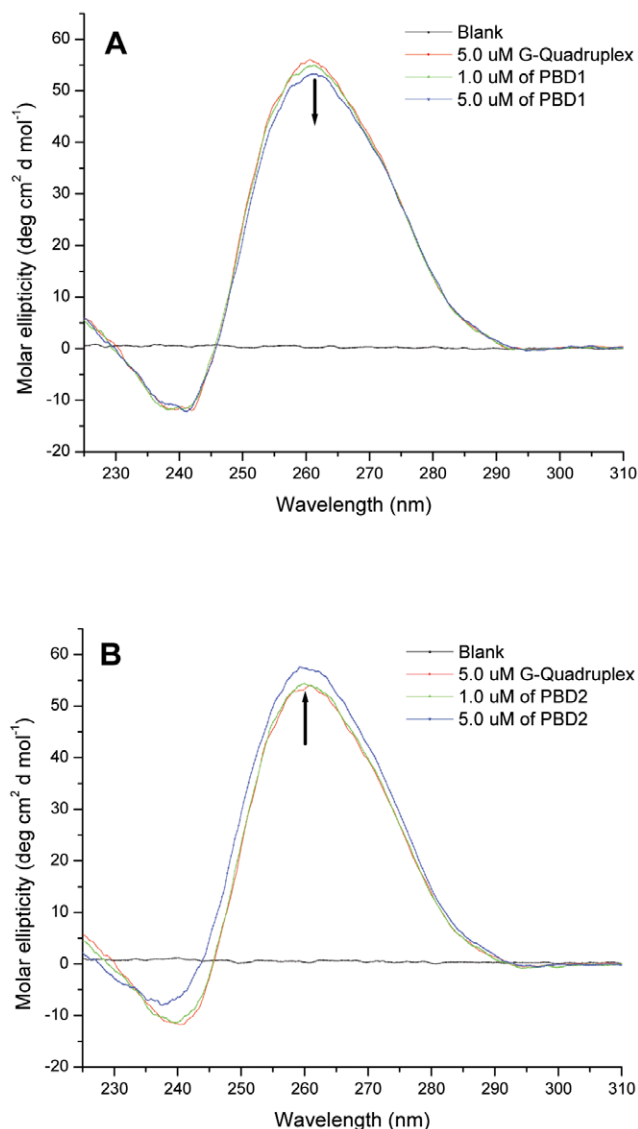 A
Blank
5.0 uM G-Quadruplex
1.0 uM of PBD1
5.0 uM of PBD1
Molar ellipticity (deg cm² d mol⁻¹)
60
50
40
30
20
10
0
-10
-20
230 240 250 260 270 280 290 300 310
Wavelength (nm)
B
Blank
5.0 uM G-Quadruplex
1.0 uM of PBD2
5.0 uM of PBD2
Molar ellipticity (deg cm² d mol⁻¹)
60
50
40
30
20
10
0
-10
-20
230 240 250 260 270 280 290 300 310
Wavelength (nm)